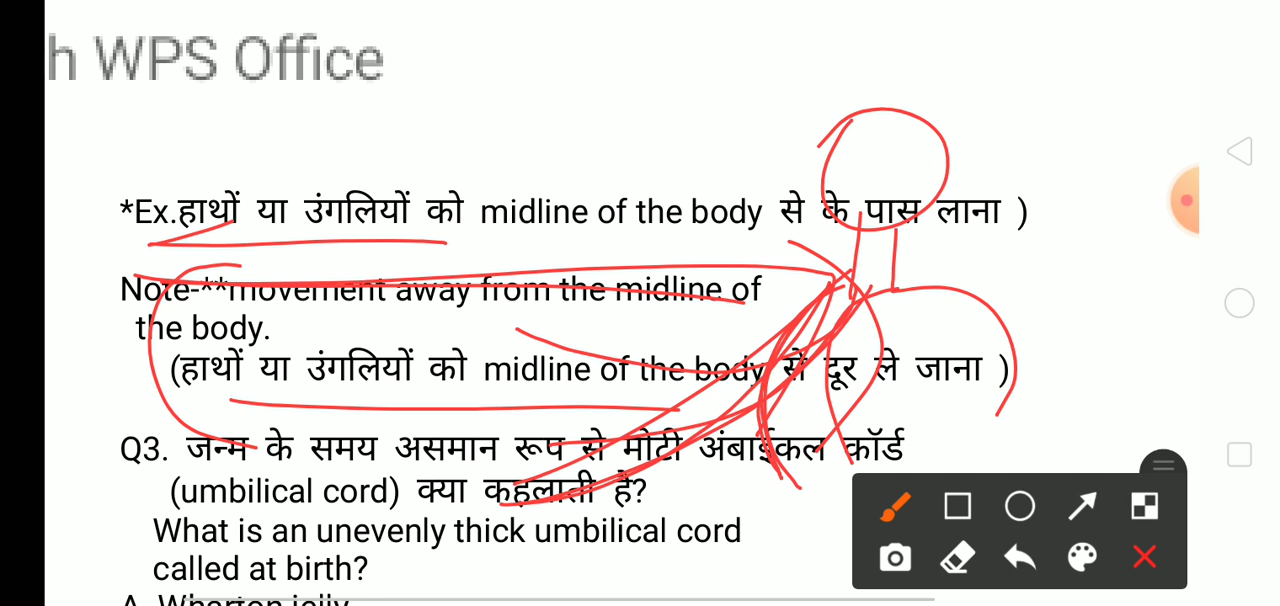 h WPS Office
*Ex.हाथों या उंगलियों को midline of the body से के पास लाना )
Note-**movement away from the midline of
the body.
(हाथों या उंगलियों को midline of the body से दूर ले जाना )
Q3. जन्म के समय असमान रूप से मोटी अंबाईकल कॉर्ड
(umbilical cord) क्या कहलाती है?
What is an unevenly thick umbilical cord
called at birth?
A. Wharton jelly